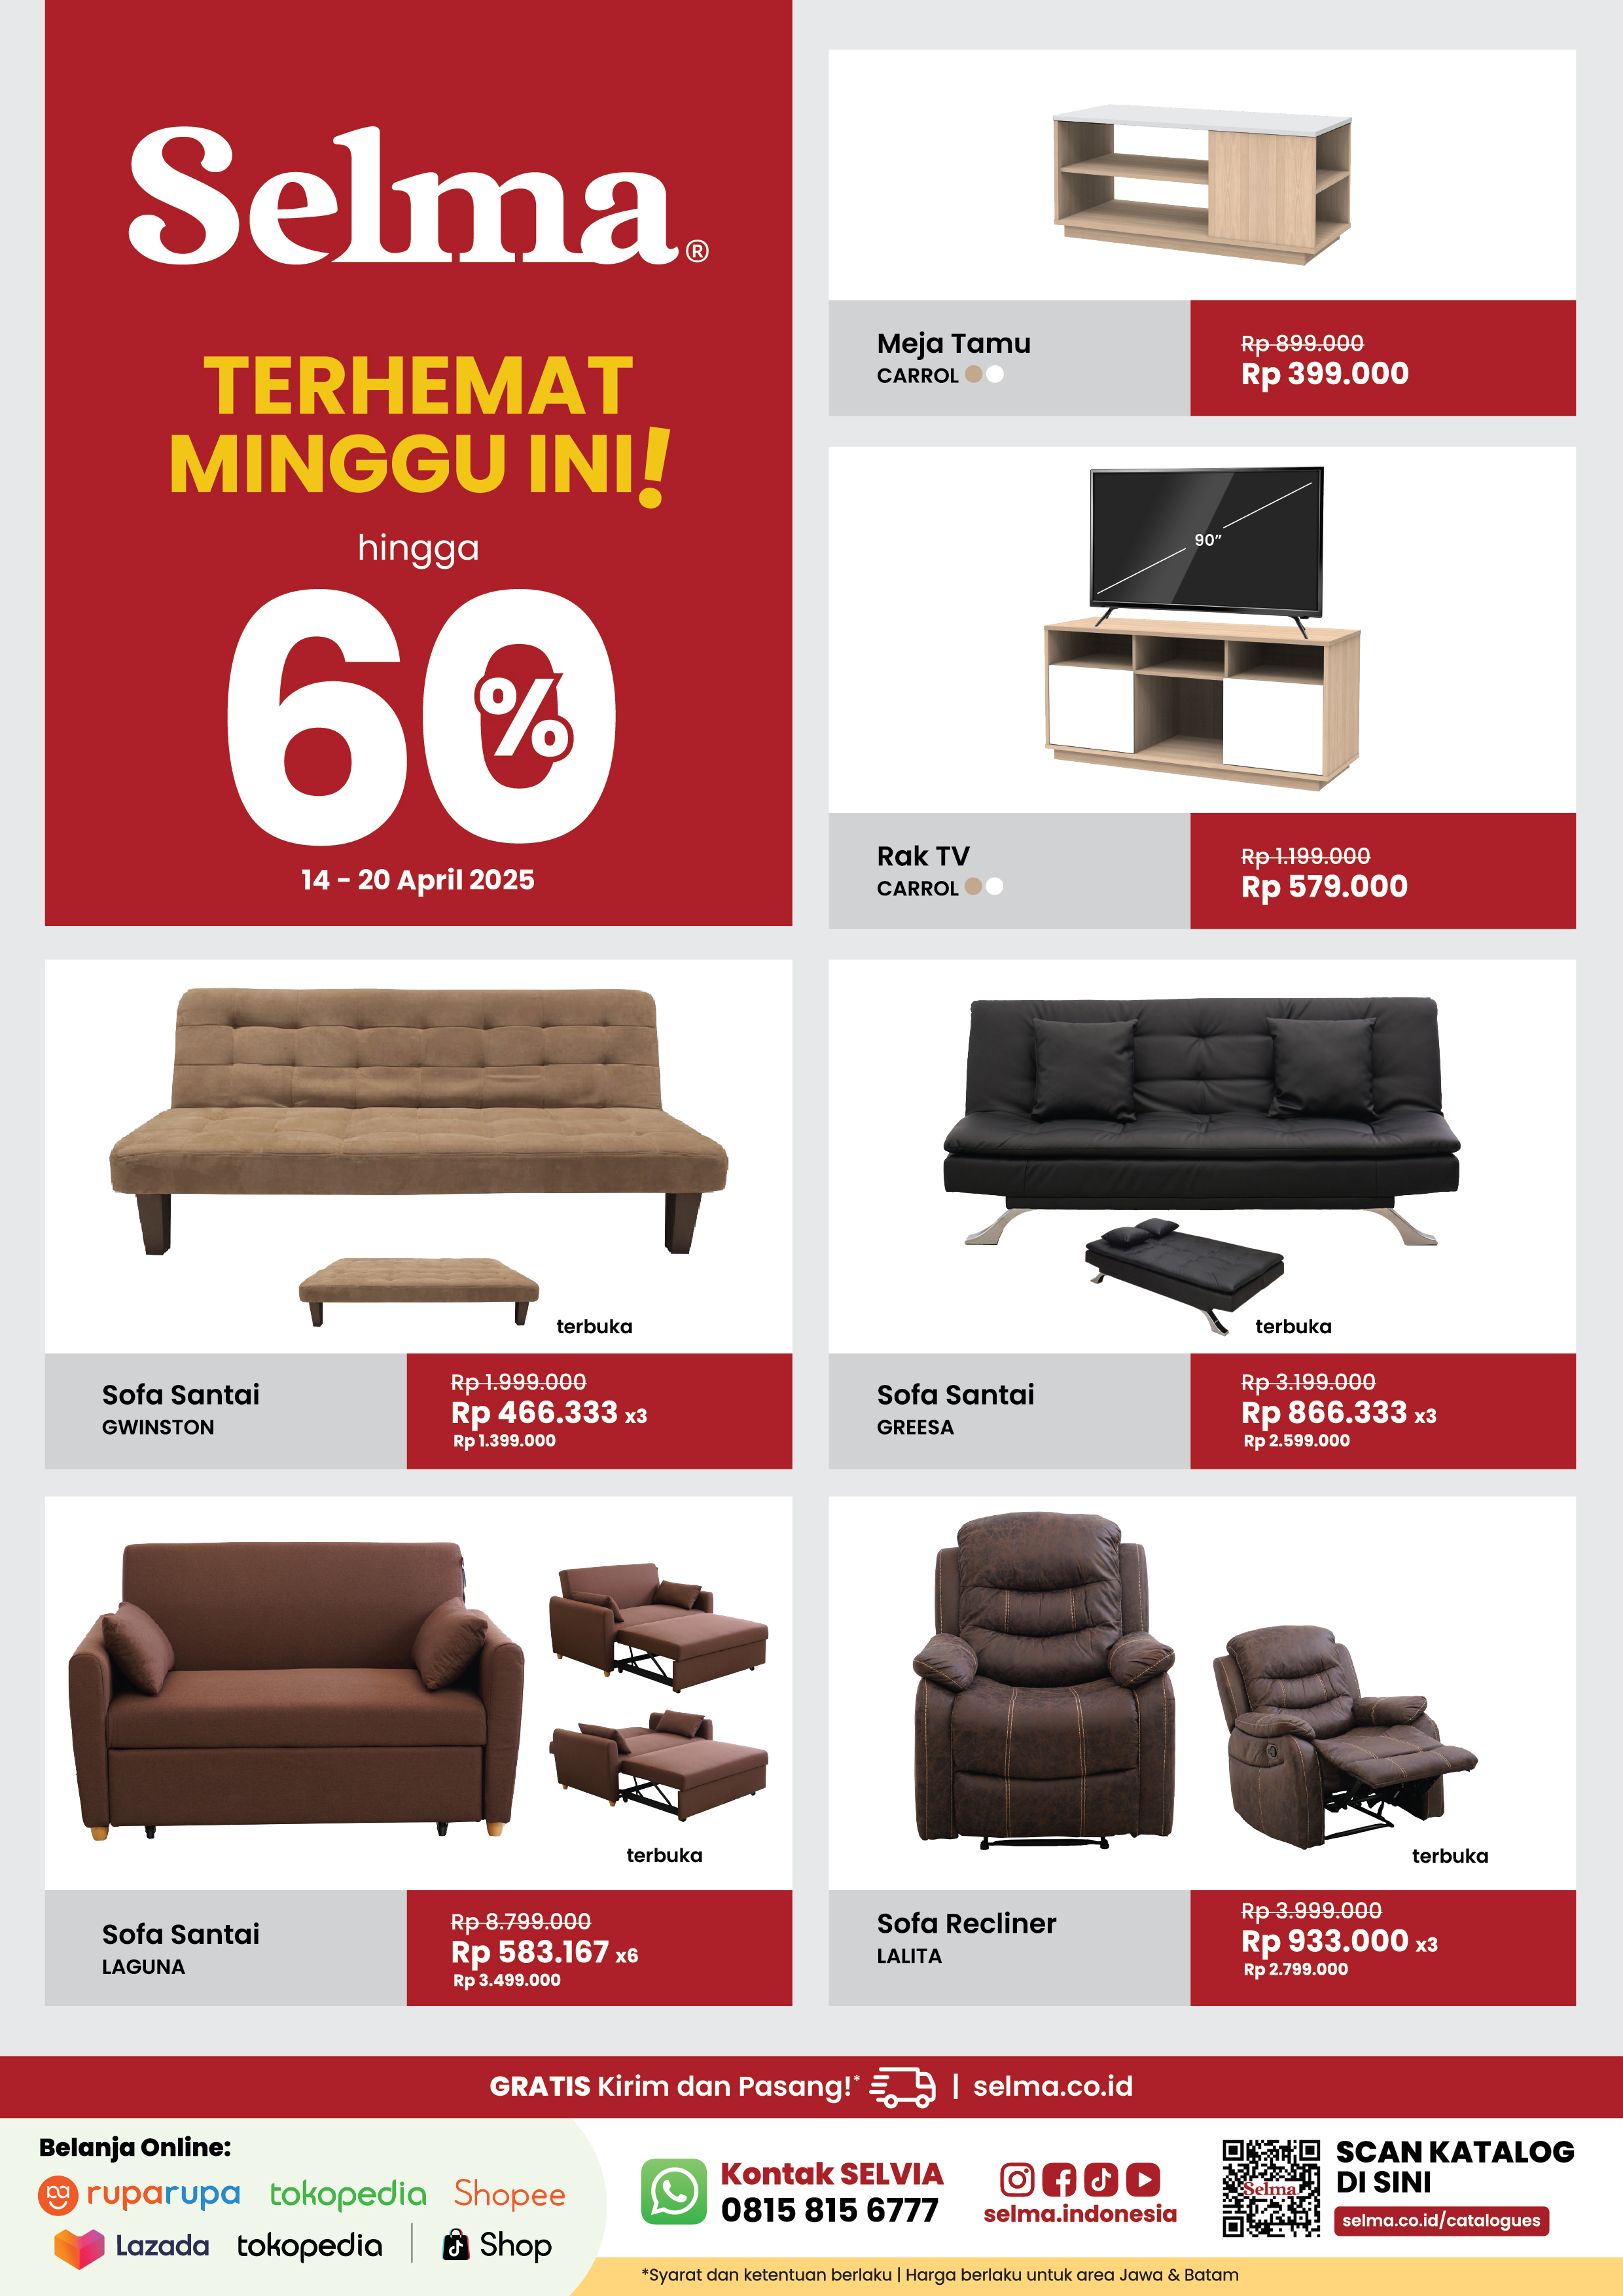 Selma®
TERHEMAT
MINGGU INI!
hingga
60%
14 - 20 April 2025
Meja Tamu
CARROL
Rp 899.000
Rp 399.000
90"
Rak TV
CARROL
Rp 1.199.000
Rp 579.000
terbuka
Sofa Santai
GWINSTON
Rp 1.999.000
Rp 466.333 x3
Rp 1.399.000
terbuka
Sofa Santai
GREESA
Rp 3.199.000
Rp 866.333 x3
Rp 2.599.000
terbuka
Sofa Santai
LAGUNA
Rp 8.799.000
Rp 583.167 x6
Rp 3.499.000
terbuka
Sofa Recliner
LALITA
Rp 3.999.000
Rp 933.000 x3
Rp 2.799.000
GRATIS Kirim dan Pasang!* | selma.co.id
Belanja Online:
ruparupa tokopedia Shopee
Lazada tokopedia | Shop
Kontak SELVIA
0815 815 6777
selma.indonesia
Selma
SCAN KATALOG
DI SINI
selma.co.id/catalogues
*Syarat dan ketentuan berlaku | Harga berlaku untuk area Jawa & Batam